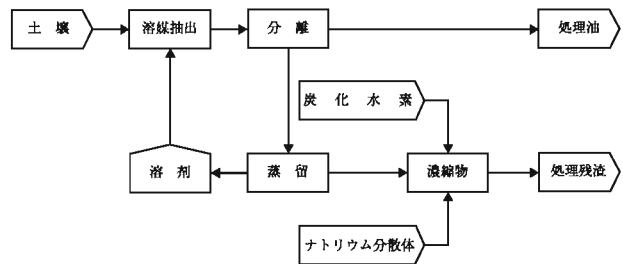 土壌
溶媒抽出
分離
処理油
炭化水素
溶剤
蒸留
濃縮物
処理残渣
ナトリウム分散体